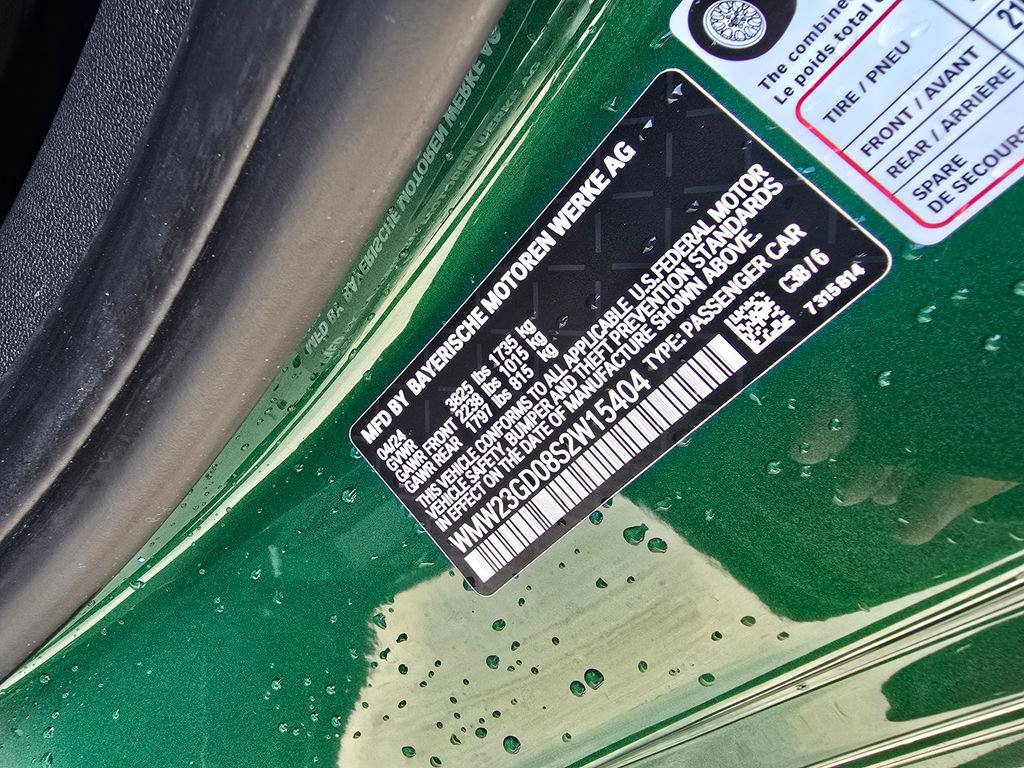 MFD BY BAYERISCHE MOTOREN WERKE AG
04/24
GVWR 3825 lbs 1735 kg
GAWR FRONT 2238 lbs 1015 kg
GAWR REAR 1797 lbs 815 kg
THIS VEHICLE CONFORMS TO ALL APPLICABLE U.S.FEDERAL MOTOR
VEHICLE SAFETY, BUMPER AND THEFT PREVENTION STANDARDS
IN EFFECT ON THE DATE OF MANUFACTURE SHOWN ABOVE.
WMW23GD08S2W15404 TYPE: PASSENGER CAR
C38/6
7315814
The combined
Le poids total
TIRE / PNEU
FRONT / AVANT
REAR / ARRIÈRE
SPARE
DE SECOURS